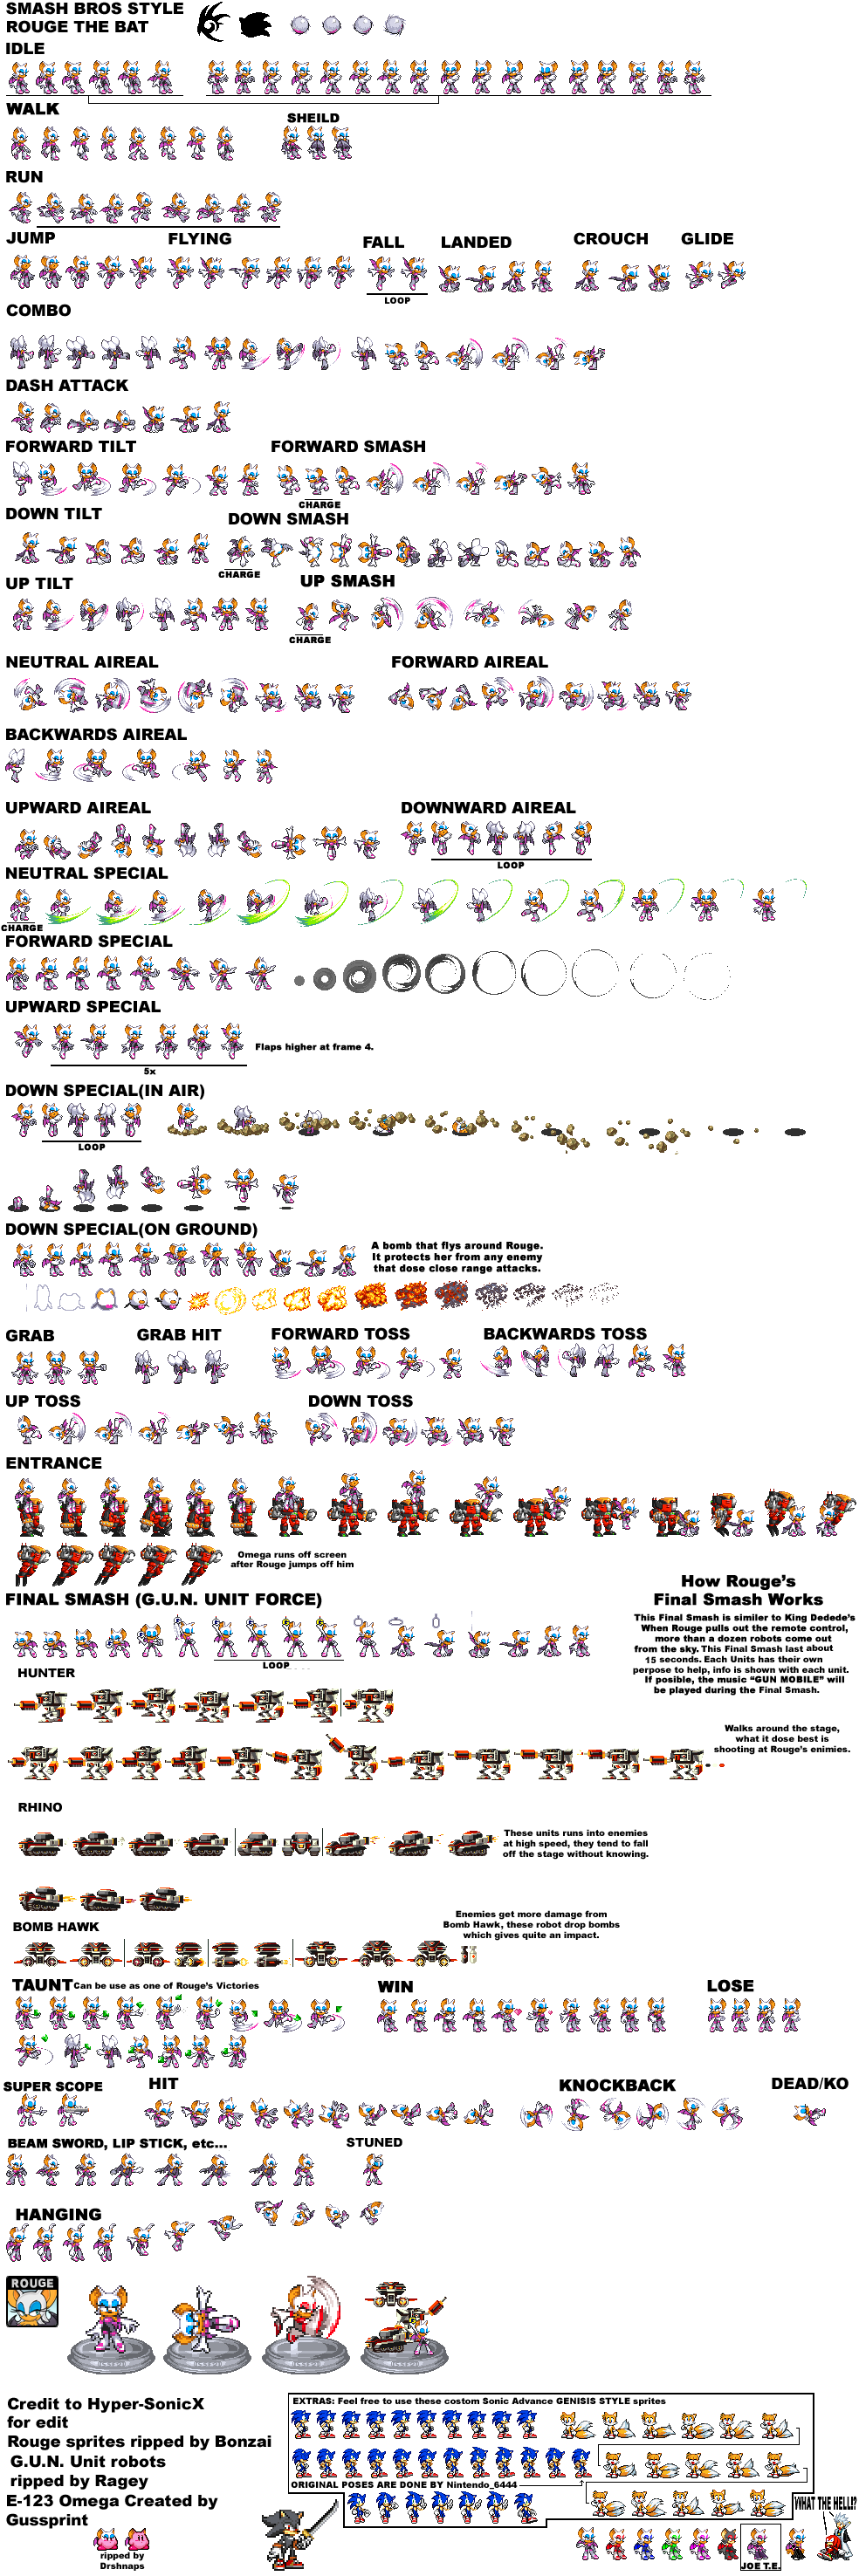 SMASH BROS STYLE
ROUGE THE BAT
IDLE
WALK
SHEILD
RUN
JUMP
FLYING
FALL
LANDED
CROUCH
GLIDE
LOOP
COMBO
DASH ATTACK
FORWARD TILT
FORWARD SMASH
CHARGE
DOWN TILT
DOWN SMASH
CHARGE
UP TILT
UP SMASH
CHARGE
NEUTRAL AIREAL
FORWARD AIREAL
BACKWARDS AIREAL
UPWARD AIREAL
DOWNWARD AIREAL
LOOP
NEUTRAL SPECIAL
CHARGE
FORWARD SPECIAL
UPWARD SPECIAL
Flaps higher at frame 4.
5x
DOWN SPECIAL(IN AIR)
LOOP
DOWN SPECIAL(ON GROUND)
A bomb that flys around Rouge.
It protects her from any enemy
that dose close range attacks.
GRAB
GRAB HIT
FORWARD TOSS
BACKWARDS TOSS
UP TOSS
DOWN TOSS
ENTRANCE
Omega runs off screen
after Rouge jumps off him
FINAL SMASH (G.U.N. UNIT FORCE)
LOOP
How Rouge's
Final Smash Works
This Final Smash is similer to King Dedede's
When Rouge pulls out the remote control,
more than a dozen robots come out
from the sky. This Final Smash last about
15 seconds. Each Units has their own
perpose to help, info is shown with each unit.
If posible, the music "GUN MOBILE" will
be played during the Final Smash.
HUNTER
Walks around the stage,
what it dose best is
shooting at Rouge's enimies.
RHINO
These units runs into enemies
at high speed, they tend to fall
off the stage without knowing.
BOMB HAWK
Enemies get more damage from
Bomb Hawk, these robot drop bombs
which gives quite an impact.
TAUNT Can be use as one of Rouge's Victories
WIN
LOSE
SUPER SCOPE
HIT
KNOCKBACK
DEAD/KO
BEAM SWORD, LIP STICK, etc...
STUNED
HANGING
ROUGE
Credit to Hyper-SonicX
for edit
Rouge sprites ripped by Bonzai
G.U.N. Unit robots
ripped by Ragey
E-123 Omega Created by
Gussprint
ripped by
Drshnaps
EXTRAS: Feel free to use these costom Sonic Advance GENISIS STYLE sprites
ORIGINAL POSES ARE DONE BY Nintendo_6444
WHAT THE HELL!?
JOE T.E.